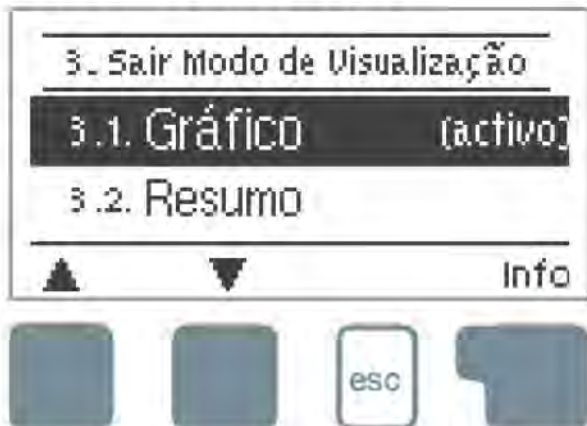 3. Sair Modo de Visualização
3.1. Gráfico (activo)
3.2. Resumo
Info
esc